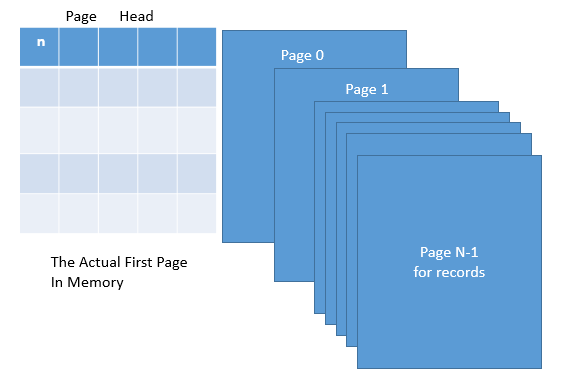 Page Head
n
Page 0
Page 1
Page N-1
for records
The Actual First Page
In Memory